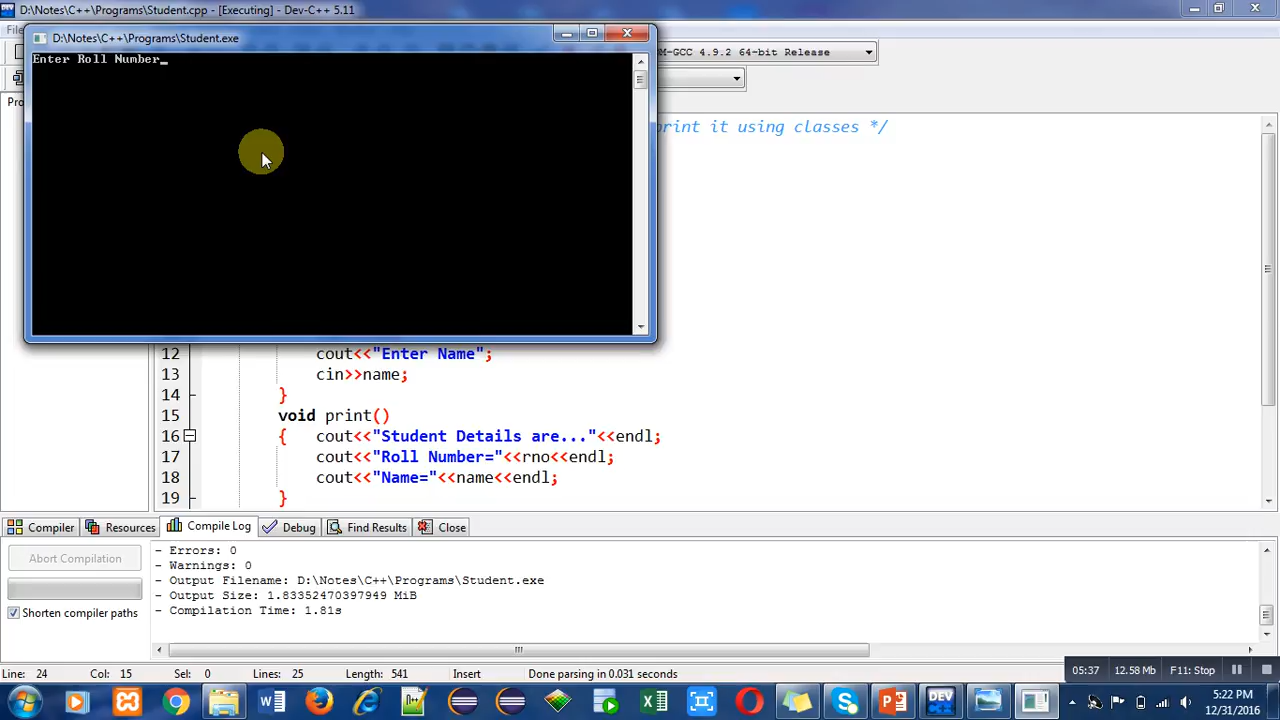 D:\Notes\C++\Programs\Student.cpp - [Executing] - Dev-C++ 5.11
D:\Notes\C++\Programs\Student.exe
Enter Roll Number_
M-GCC 4.9.2 64-bit Release
print it using classes */
12 cout<<"Enter Name";
13 cin>>name;
14 }
15 void print()
16 { cout<<"Student Details are..."<<endl;
17 cout<<"Roll Number="<<rno<<endl;
18 cout<<"Name="<<name<<endl;
19 }
Compiler Resources Compile Log Debug Find Results Close
Abort Compilation
Shorten compiler paths
- Errors: 0
- Warnings: 0
- Output Filename: D:\Notes\C++\Programs\Student.exe
- Output Size: 1.83352470397949 MiB
- Compilation Time: 1.81s
Line: 24 Col: 15 Sel: 0 Lines: 25 Length: 541 Insert Done parsing in 0.031 seconds
05:37 12.58 Mb F11: Stop
DEV
5:22 PM
12/31/2016